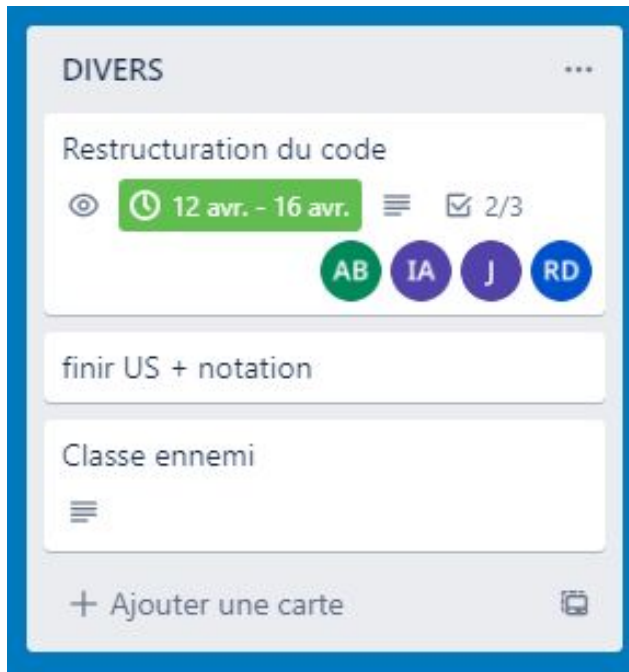 DIVERS
Restructuration du code
12 avr. - 16 avr. 2/3
AB IA J RD
finir US + notation
Classe ennemi
+ Ajouter une carte